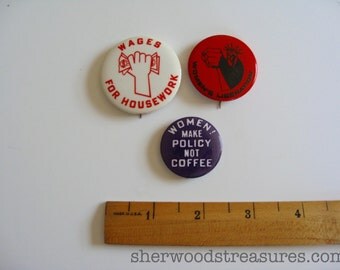 WAGES
FOR HOUSEWORK
WOMEN!
MAKE
POLICY
NOT
COFFEE
1 2 3 4
sherwoodstreasures.com